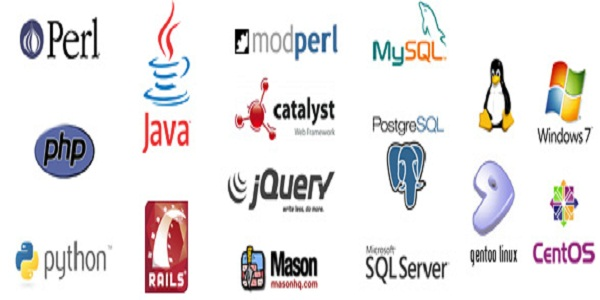 Perl
php
python™
Java
RAILS
modperl
catalyst
Web Framework
jQuery
write less, do more.
Mason
masonhq.com
MySQL
PostgreSQL
Microsoft
SQL Server
Windows 7
gentoo linux
CentOS